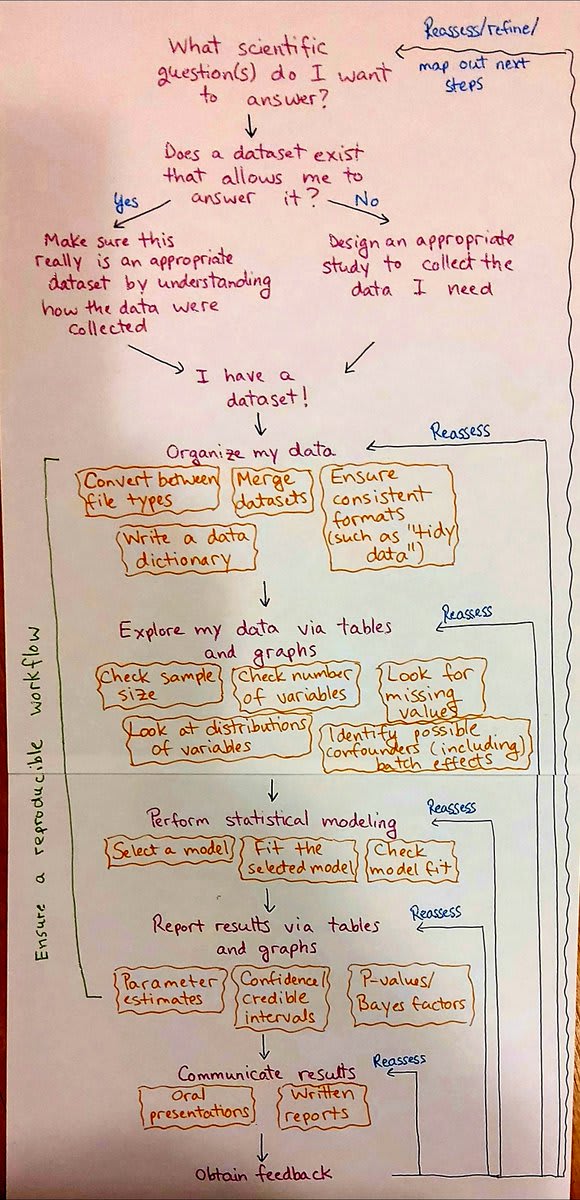 What scientific
question(s) do I want
to answer?
Reassess/refine/
map out next
steps
Does a dataset exist
that allows me to
answer it?
Yes
No
Make sure this
really is an appropriate
dataset by understanding
how the data were
collected
Design an appropriate
study to collect the
data I need
I have a
dataset!
Organize my data
Reassess
Convert between
file types
Merge
datasets
Ensure
consistent
formats
(such as "tidy
data")
Write a data
dictionary
Explore my data via tables
and graphs
Reassess
Check sample
size
Check number
of variables
Look for
missing
values
Look at distributions
of variables
Identify possible
confounders (including)
batch effects
Perform statistical modeling
Reassess
Select a model
Fit the
selected model
Check
model fit
Report results via tables
and graphs
Reassess
Parameter
estimates
Confidence/
credible
intervals
P-values/
Bayes factors
Ensure a reproducible workflow
Communicate results
Reassess
Oral
presentations
Written
reports
Obtain feedback